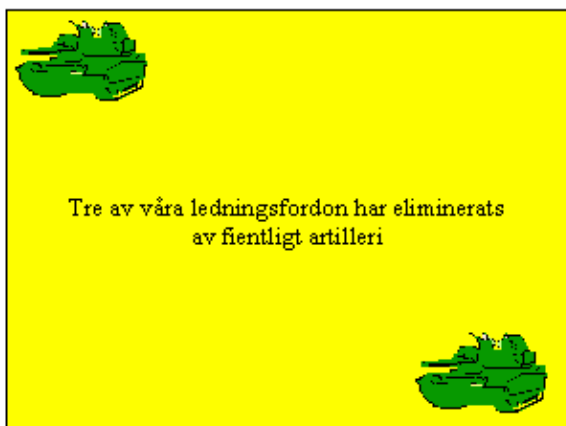 Tre av våra ledningsfordon har eliminerats
av fientligt artilleri